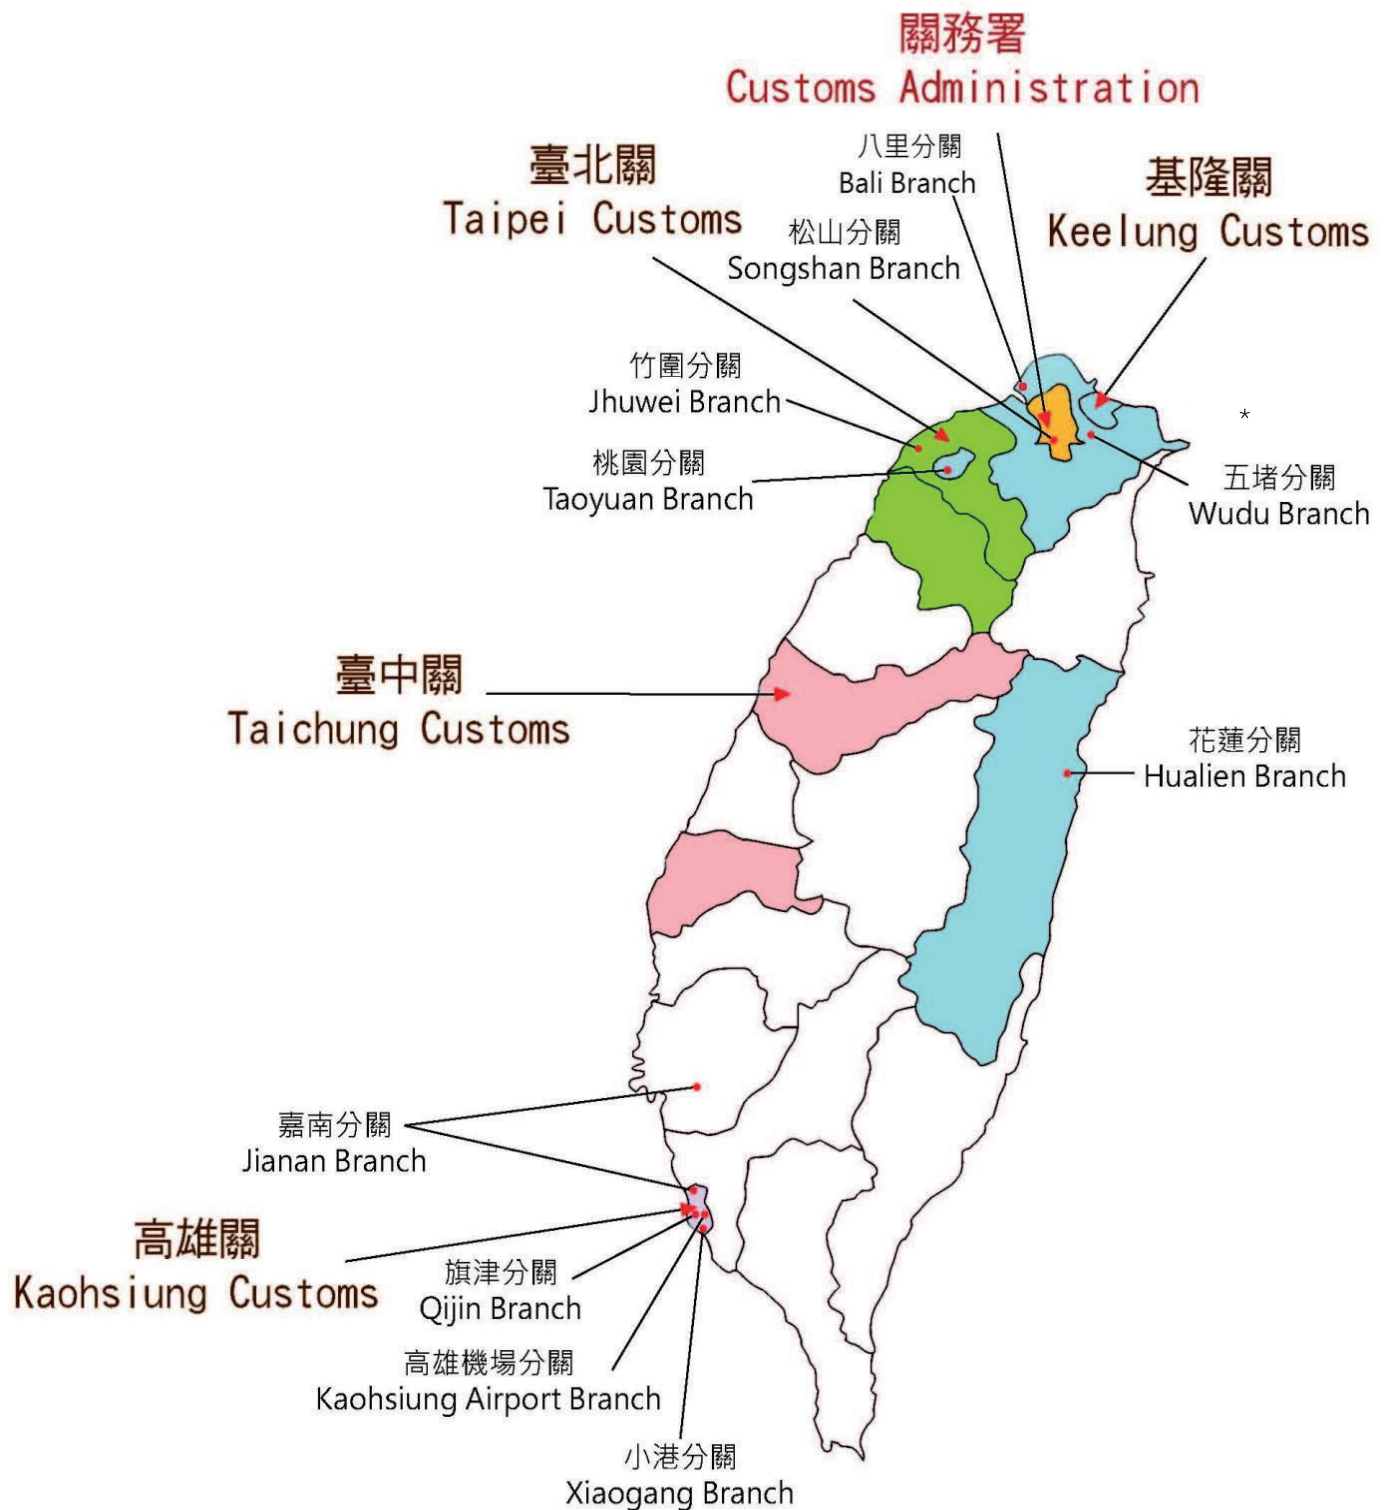 關務署
Customs Administration
八里分關
Bali Branch
臺北關
Taipei Customs
基隆關
Keelung Customs
松山分關
Songshan Branch
竹圍分關
Jhuwei Branch
*
桃園分關
Taoyuan Branch
五堵分關
Wudu Branch
臺中關
Taichung Customs
花蓮分關
Hualien Branch
嘉南分關
Jianan Branch
高雄關
Kaohsiung Customs
旗津分關
Qijin Branch
高雄機場分關
Kaohsiung Airport Branch
小港分關
Xiaogang Branch